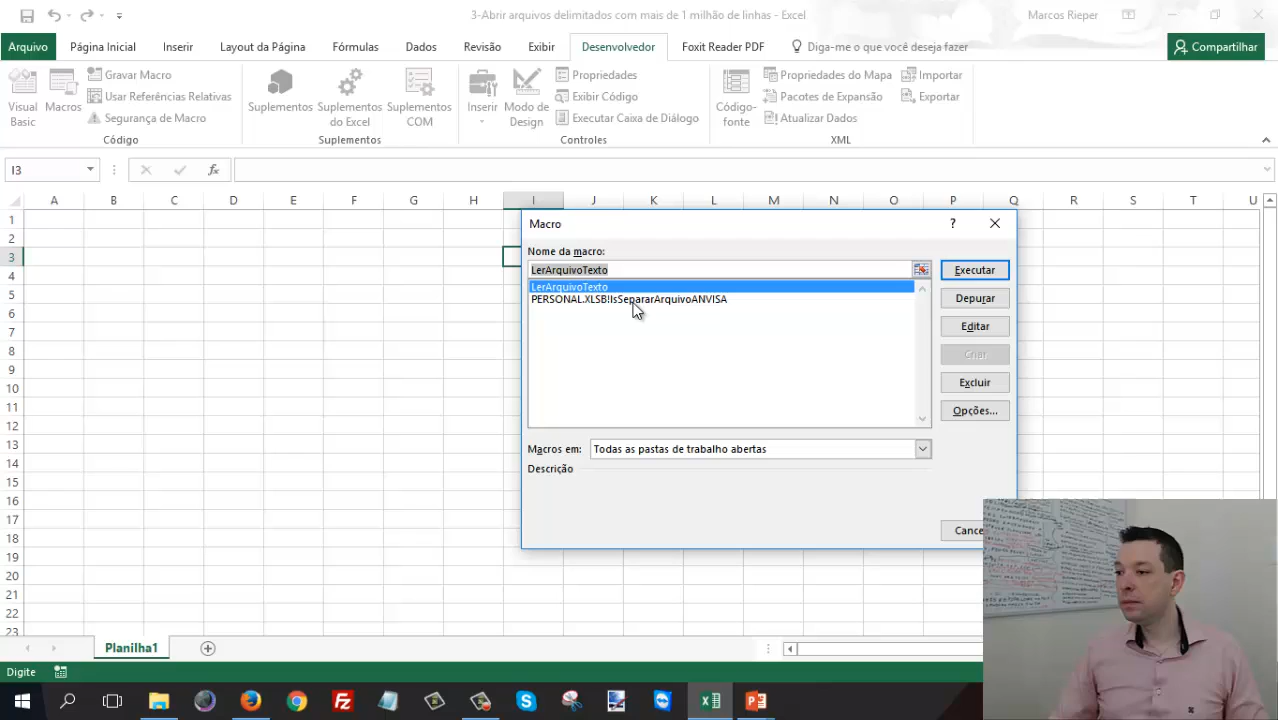 3-Abrir arquivos delimitados com mais de 1 milhão de linhas - Excel
Marcos Rieper
Arquivo Página Inicial Inserir Layout da Página Fórmulas Dados Revisão Exibir Desenvolvedor Foxit Reader PDF Diga-me o que você deseja fazer Compartilhar
Visual Basic
Macros
Gravar Macro
Usar Referências Relativas
Segurança de Macro
Código
Suplementos
Suplementos do Excel
Suplementos COM
Suplementos
Inserir
Modo de Design
Propriedades
Exibir Código
Executar Caixa de Diálogo
Controles
Código-fonte
Propriedades do Mapa
Pacotes de Expansão
Atualizar Dados
Importar
Exportar
XML
I3
fx
A B C D E F G H I J K L M N O P Q R S T U
1
2
3
4
5
6
7
8
9
10
11
12
13
14
15
16
17
18
19
20
21
22
23
Macro
?
Nome da macro:
LerArquivoTexto
Executar
LerArquivoTexto
PERSONAL.XLSB!lsSepararArquivoANVISA
Depurar
Editar
Criar
Excluir
Opções...
Macros em: Todas as pastas de trabalho abertas
Descrição
Cance
Planilha1
Digite